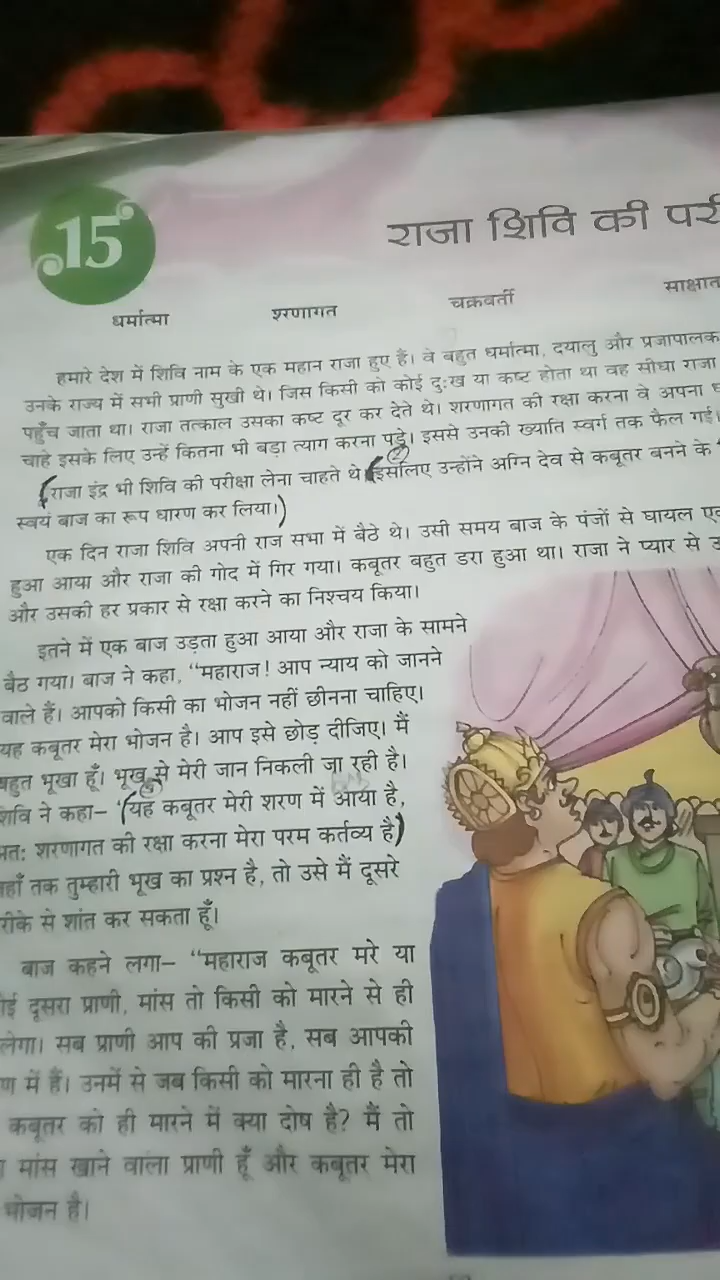 15
राजा शिवि की
धर्मात्मा शरणागत चक्रवर्ती
हमारे देश में शिवि नाम के एक महान राजा हुए हैं। वे बहुत धर्मात्मा, दयालु और प्रजापालक
उनके राज्य में सभी प्राणी सुखी थे। जिस किसी को कोई दुःख या कष्ट होता था वह सीधा राजा
पहुँच जाता था। राजा तत्काल उसका कष्ट दूर कर देते थे। शरणागत की रक्षा करना वे अपना
चाहे इसके लिए उन्हें कितना भी बड़ा त्याग करना पड़े। इससे उनकी ख्याति स्वर्ग तक फैल गई।
(राजा इंद्र भी शिवि की परीक्षा लेना चाहते थे। (इसलिए उन्होंने अग्नि देव से कबूतर बनने के
स्वयं बाज का रूप धारण कर लिया।)
एक दिन राजा शिवि अपनी राज सभा में बैठे थे। उसी समय बाज के पंजों से घायल
हुआ आया और राजा की गोद में गिर गया। कबूतर बहुत डरा हुआ था। राजा ने प्यार से
और उसकी हर प्रकार से रक्षा करने का निश्चय किया।
इतने में एक बाज उड़ता हुआ आया और राजा के सामने
बैठ गया। बाज ने कहा, “महाराज! आप न्याय को जानने
वाले हैं। आपको किसी का भोजन नहीं छीनना चाहिए।
यह कबूतर मेरा भोजन है। आप इसे छोड़ दीजिए। मैं
बहुत भूखा हूँ। भूख से मेरी जान निकली जा रही है।
शिवि ने कहा– ‘(यह कबूतर मेरी शरण में आया है,
अत: शरणागत की रक्षा करना मेरा परम कर्तव्य है)
तक तुम्हारी भूख का प्रश्न है, तो उसे मैं दूसरे
से शांत कर सकता हूँ।
बाज कहने लगा– “महाराज कबूतर मरे या
दूसरा प्राणी, मांस तो किसी को मारने से ही
सब प्राणी आप की प्रजा है, सब आपकी
में हैं। उनमें से जब किसी को मारना ही है तो
कबूतर को ही मारने में क्या दोष है? मैं तो
मांस खाने वाला प्राणी हूँ और कबूतर मेरा
भोजन है।